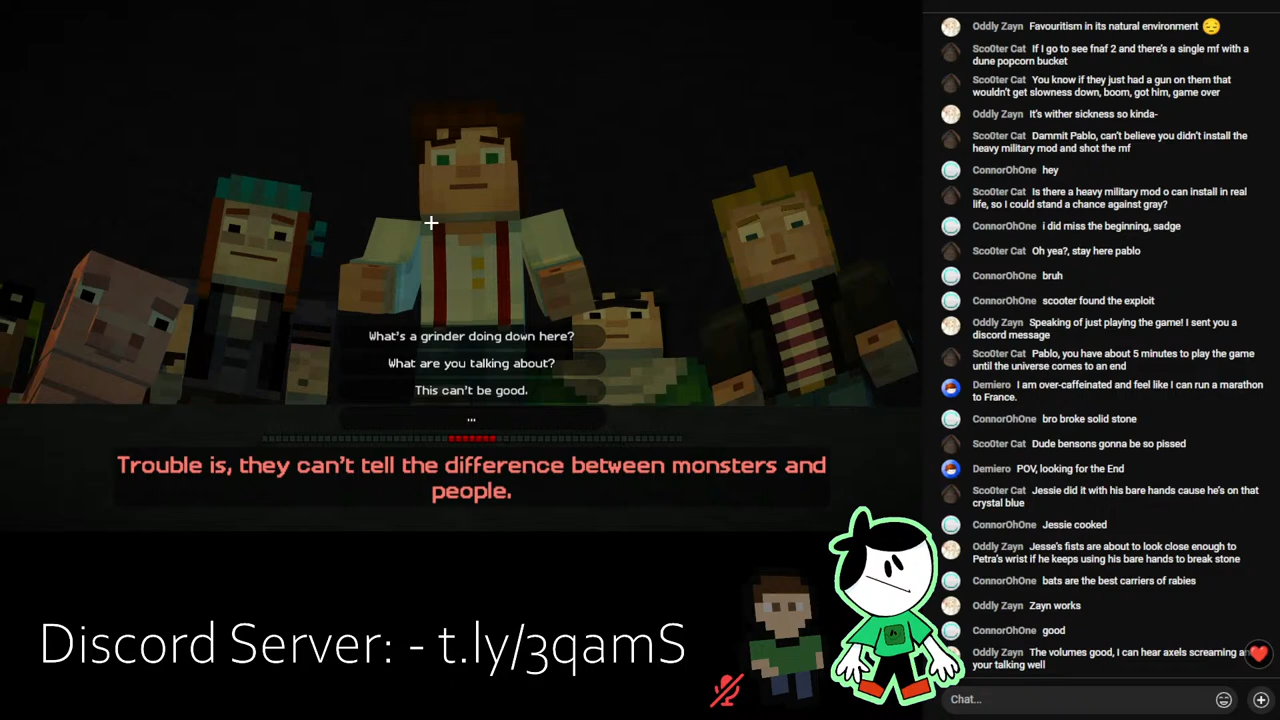 What's a grinder doing down here?
What are you talking about?
This can't be good.
...
Trouble is, they can't tell the difference between monsters and
people.
Discord Server: - t.ly/3qamS
Oddly Zayn Favouritism in its natural environment 😔
Sco0ter Cat If I go to see fnaf 2 and there's a single mf with a
dune popcorn bucket
Sco0ter Cat You know if they just had a gun on them that
wouldn't get slowness down, boom, got him, game over
Oddly Zayn It's wither sickness so kinda-
Sco0ter Cat Dammit Pablo, can't believe you didn't install the
heavy military mod and shot the mf
ConnorOhOne hey
Sco0ter Cat Is there a heavy military mod o can install in real
life, so I could stand a chance against gray?
ConnorOhOne i did miss the beginning, sadge
Sco0ter Cat Oh yea?, stay here pablo
ConnorOhOne bruh
ConnorOhOne scooter found the exploit
Oddly Zayn Speaking of just playing the game! I sent you a
discord message
Sco0ter Cat Pablo, you have about 5 minutes to play the game
until the universe comes to an end
Demiero I am over-caffeinated and feel like I can run a marathon
to France.
ConnorOhOne bro broke solid stone
Sco0ter Cat Dude bensons gonna be so pissed
Demiero POV, looking for the End
Sco0ter Cat Jessie did it with his bare hands cause he's on that
crystal blue
ConnorOhOne Jessie cooked
Oddly Zayn Jesse's fists are about to look close enough to
Petra's wrist if he keeps using his bare hands to break stone
ConnorOhOne bats are the best carriers of rabies
Oddly Zayn Zayn works
ConnorOhOne good
Oddly Zayn The volumes good, I can hear axels screaming
your talking well
Chat...